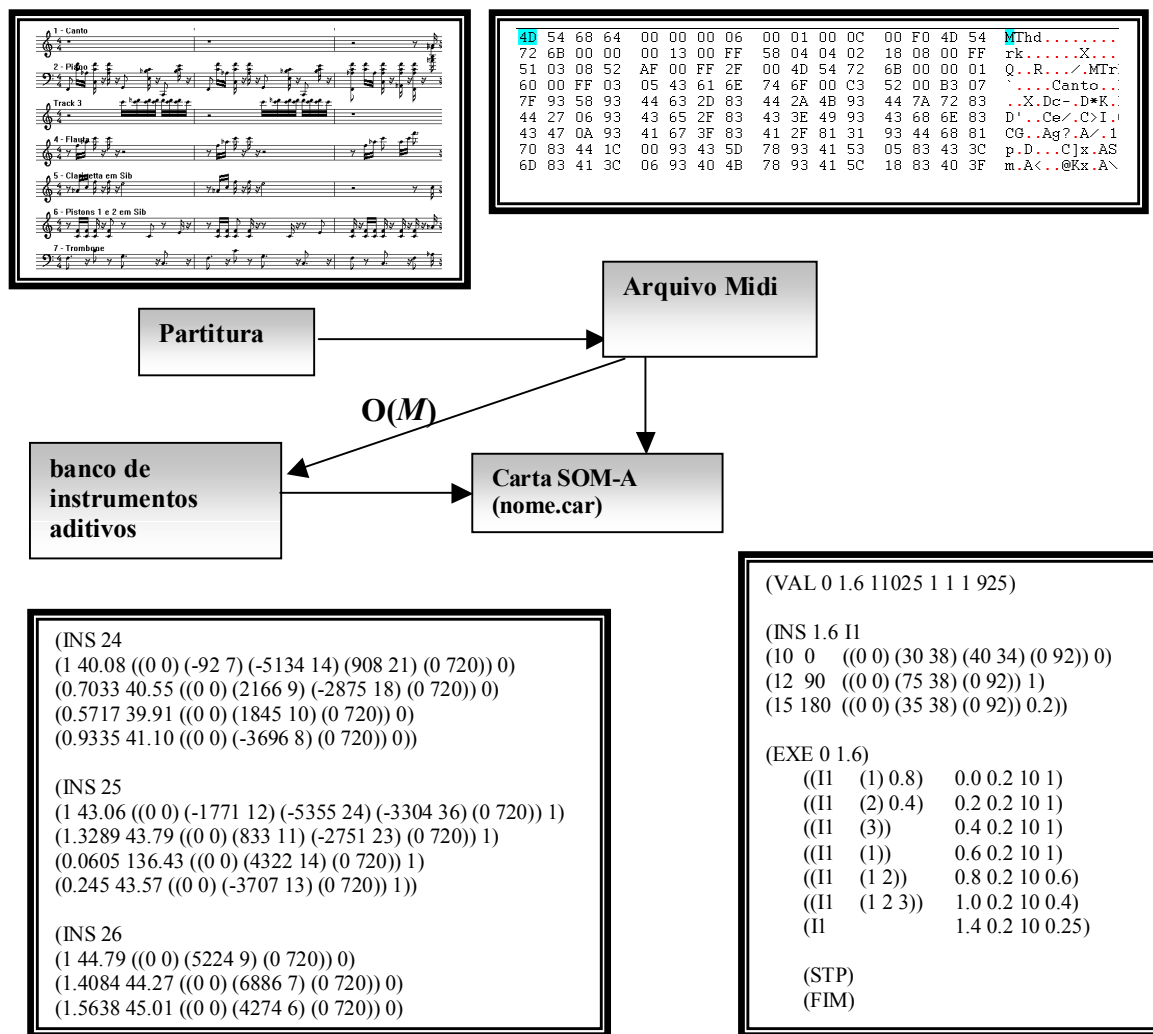 1 - Canto
2 - Piano
Track 3
4 - Flauta
5 - Clarinetta em Sib
6 - Pistons 1 e 2 em Sib
7 - Trombone
4D 54 68 64 00 00 00 06 00 01 00 0C 00 F0 4D 54 MThd........
72 6B 00 00 00 13 00 FF 58 04 04 02 18 08 00 FF rk......X...
51 03 08 52 AF 00 FF 2F 00 4D 54 72 6B 00 00 01 Q..R.../.MTr
60 00 FF 03 05 43 61 6E 74 6F 00 C3 52 00 B3 07 `....Canto..
7F 93 58 93 44 63 2D 83 44 2A 4B 93 44 7A 72 83 ..X.Dc-.D*K.
44 27 06 93 43 65 2F 83 43 3E 49 93 43 68 6E 83 D'..Ce/.C>I.
43 47 0A 93 41 67 3F 83 41 2F 81 31 93 44 68 81 CG..Ag?.A/.1
70 83 44 1C 00 93 43 5D 78 93 41 53 05 83 43 3C p.D...C]x.AS
6D 83 41 3C 06 93 40 4B 78 93 41 5C 18 83 40 3F m.A<..@Kx.A\
Arquivo Midi
Partitura
O(M)
banco de
instrumentos
aditivos
Carta SOM-A
(nome.car)
(INS 24
(1 40.08 ((0 0) (-92 7) (-5134 14) (908 21) (0 720)) 0)
(0.7033 40.55 ((0 0) (2166 9) (-2875 18) (0 720)) 0)
(0.5717 39.91 ((0 0) (1845 10) (0 720)) 0)
(0.9335 41.10 ((0 0) (-3696 8) (0 720)) 0))
(INS 25
(1 43.06 ((0 0) (-1771 12) (-5355 24) (-3304 36) (0 720)) 1)
(1.3289 43.79 ((0 0) (833 11) (-2751 23) (0 720)) 1)
(0.0605 136.43 ((0 0) (4322 14) (0 720)) 1)
(0.245 43.57 ((0 0) (-3707 13) (0 720)) 1))
(INS 26
(1 44.79 ((0 0) (5224 9) (0 720)) 0)
(1.4084 44.27 ((0 0) (6886 7) (0 720)) 0)
(1.5638 45.01 ((0 0) (4274 6) (0 720)) 0)
(VAL 0 1.6 11025 1 1 1 925)
(INS 1.6 I1
(10 0 ((0 0) (30 38) (40 34) (0 92)) 0)
(12 90 ((0 0) (75 38) (0 92)) 1)
(15 180 ((0 0) (35 38) (0 92)) 0.2))
(EXE 0 1.6)
((I1 (1) 0.8) 0.0 0.2 10 1)
((I1 (2) 0.4) 0.2 0.2 10 1)
((I1 (3)) 0.4 0.2 10 1)
((I1 (1)) 0.6 0.2 10 1)
((I1 (1 2)) 0.8 0.2 10 0.6)
((I1 (1 2 3)) 1.0 0.2 10 0.4)
(I1 1.4 0.2 10 0.25)
(STP)
(FIM)